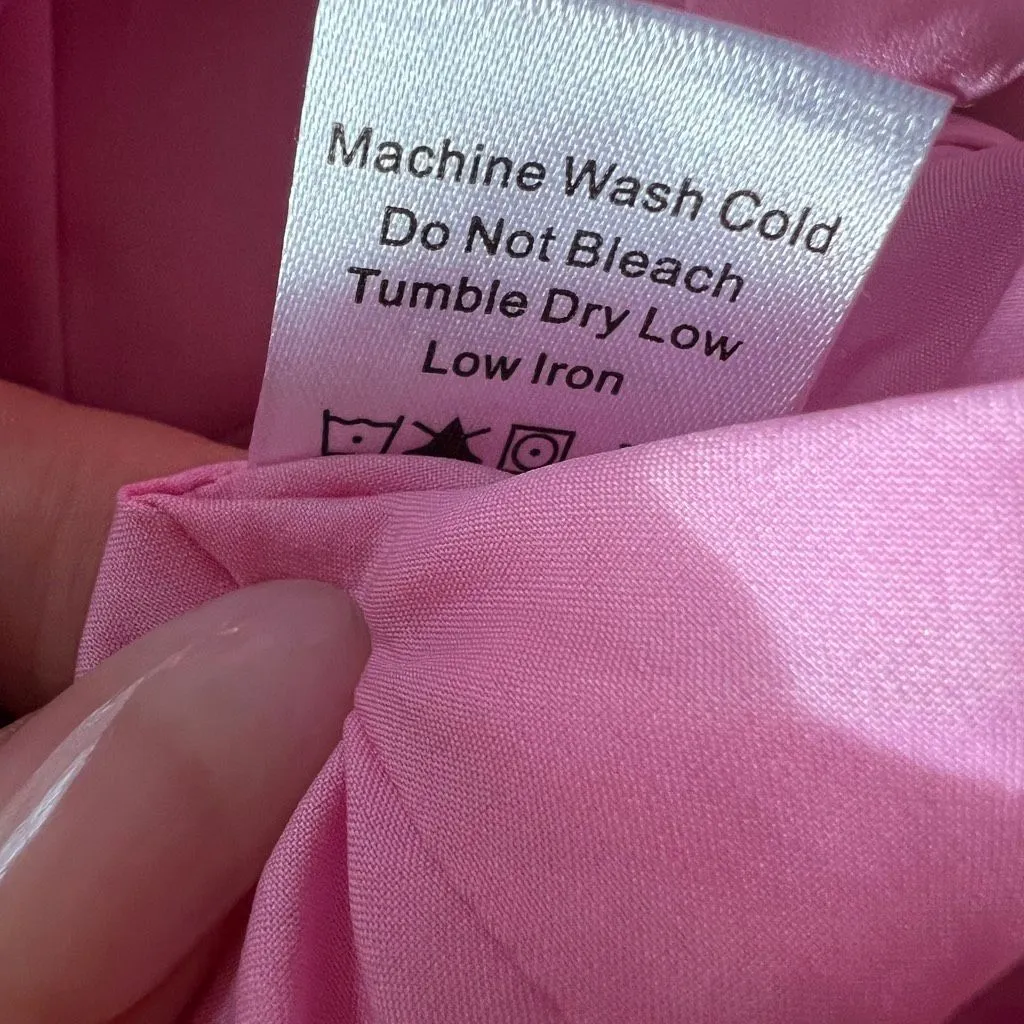 Machine Wash Cold
Do Not Bleach
Tumble Dry Low
Low Iron